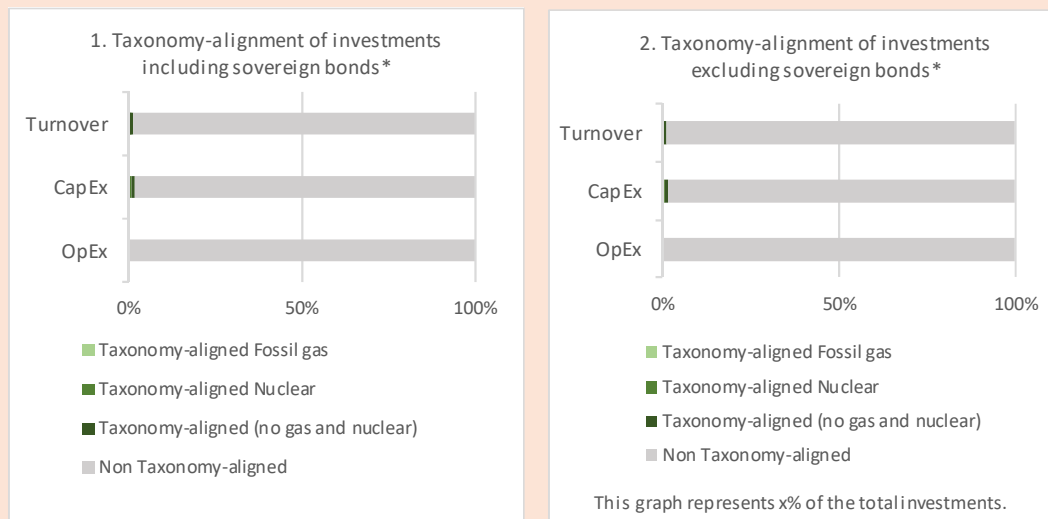 1. Taxonomy-alignment of investments
including sovereign bonds*
Turnover
CapEx
OpEx
0%
50%
100%
Taxonomy-aligned Fossil gas
Taxonomy-aligned Nuclear
Taxonomy-aligned (no gas and nuclear)
Non Taxonomy-aligned
2. Taxonomy-alignment of investments
excluding sovereign bonds*
Turnover
CapEx
OpEx
0%
50%
100%
Taxonomy-aligned Fossil gas
Taxonomy-aligned Nuclear
Taxonomy-aligned (no gas and nuclear)
Non Taxonomy-aligned
This graph represents x% of the total investments.